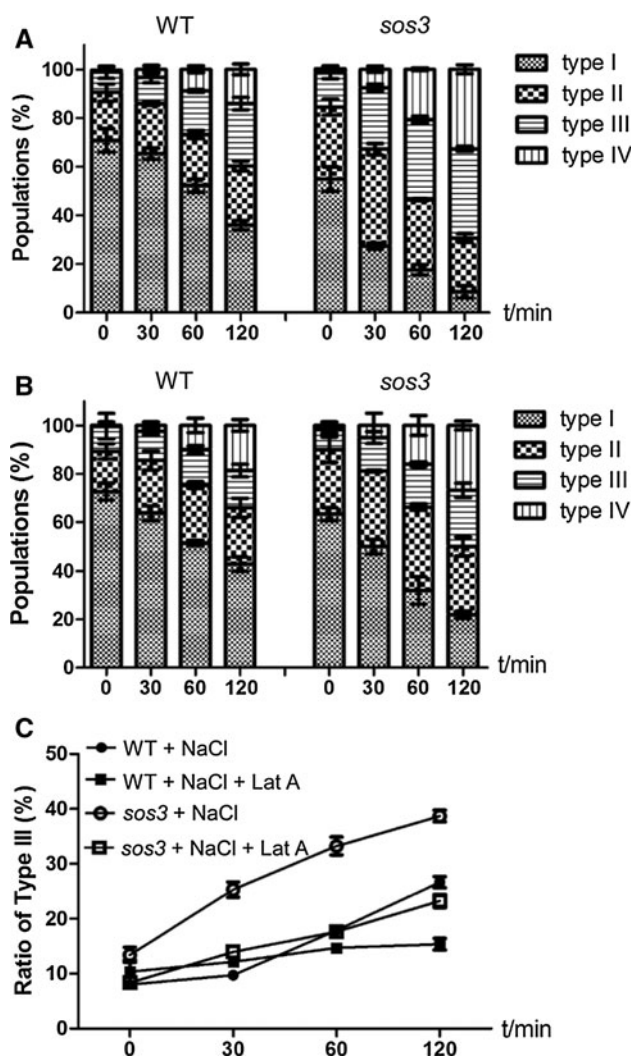 A
WT
sos3
Populations (%)
100
80
60
40
20
0
0 30 60 120 0 30 60 120
t/min
type I
type II
type III
type IV
B
WT
sos3
Populations (%)
100
80
60
40
20
0
0 30 60 120 0 30 60 120
t/min
type I
type II
type III
type IV
C
WT + NaCl
WT + NaCl + Lat A
sos3 + NaCl
sos3 + NaCl + Lat A
Ratio of Type III (%)
50
40
30
20
10
0
0 30 60 120
t/min